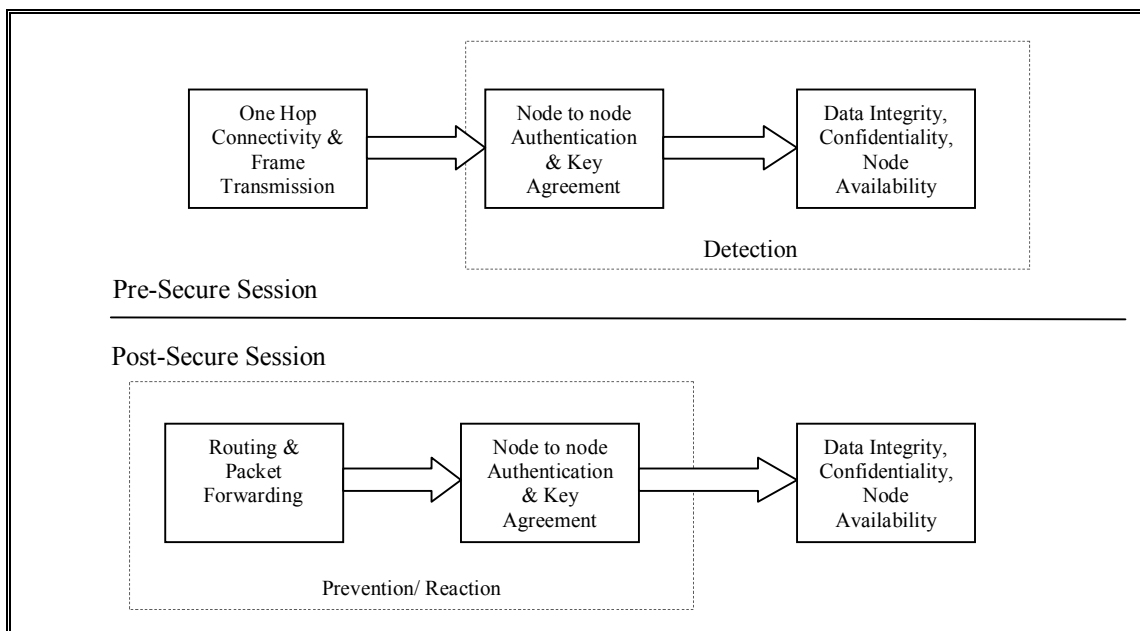 One Hop
Connectivity &
Frame
Transmission
Node to node
Authentication
& Key
Agreement
Data Integrity,
Confidentiality,
Node
Availability
Detection
Pre-Secure Session
Post-Secure Session
Routing &
Packet
Forwarding
Node to node
Authentication
& Key
Agreement
Data Integrity,
Confidentiality,
Node
Availability
Prevention/ Reaction